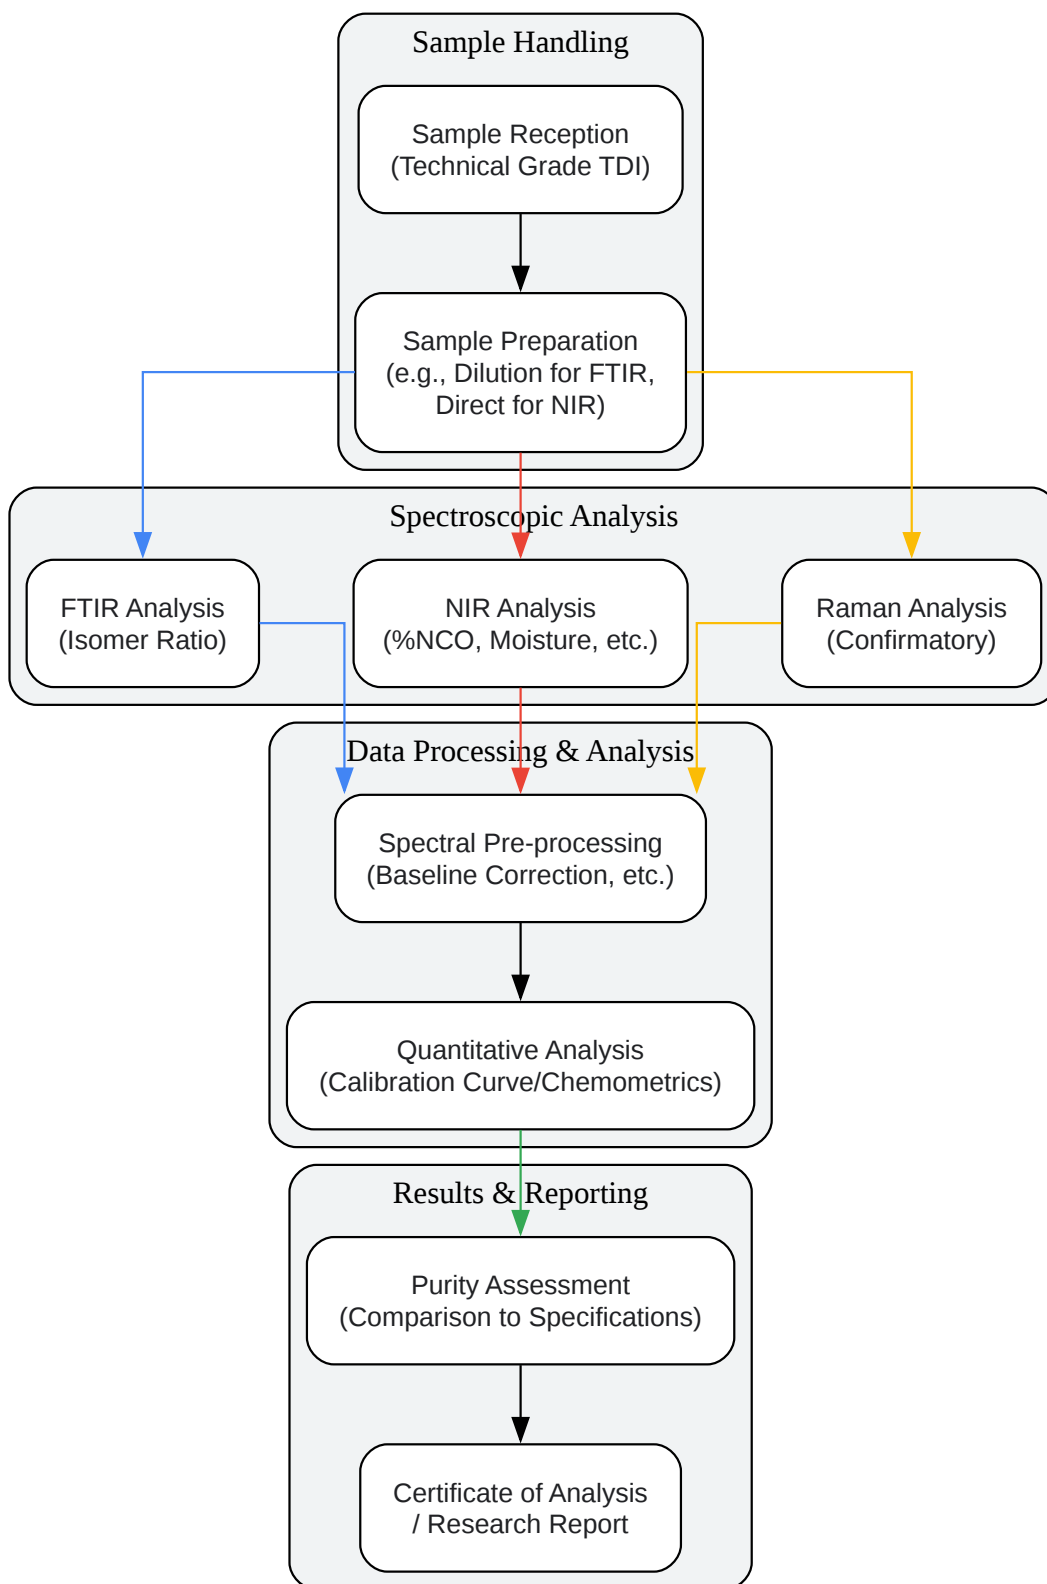 Sample Handling
Sample Reception
(Technical Grade TDI)
Sample Preparation
(e.g., Dilution for FTIR,
Direct for NIR)
Spectroscopic Analysis
FTIR Analysis
(Isomer Ratio)
NIR Analysis
(%NCO, Moisture, etc.)
Raman Analysis
(Confirmatory)
Data Processing & Analysis
Spectral Pre-processing
(Baseline Correction, etc.)
Quantitative Analysis
(Calibration Curve/Chemometrics)
Results & Reporting
Purity Assessment
(Comparison to Specifications)
Certificate of Analysis
/ Research Report